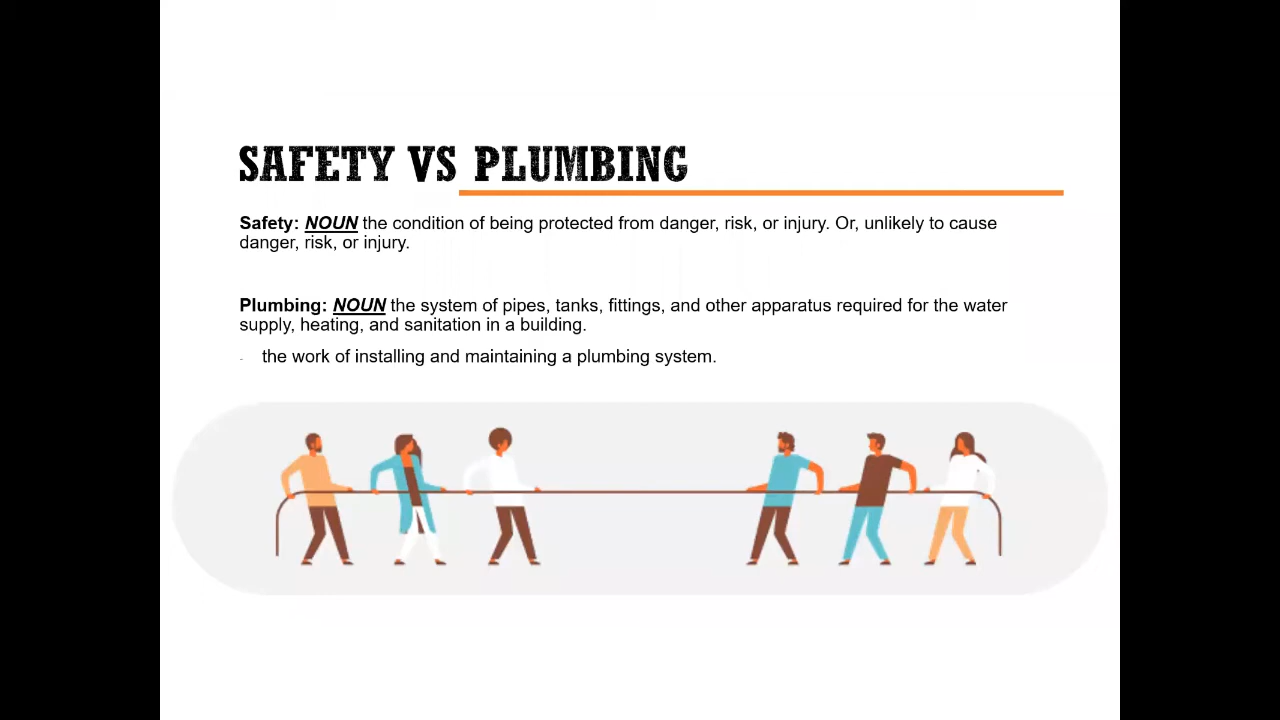 SAFETY VS PLUMBING
Safety: NOUN the condition of being protected from danger, risk, or injury. Or, unlikely to cause
danger, risk, or injury.
Plumbing: NOUN the system of pipes, tanks, fittings, and other apparatus required for the water
supply, heating, and sanitation in a building.
- the work of installing and maintaining a plumbing system.